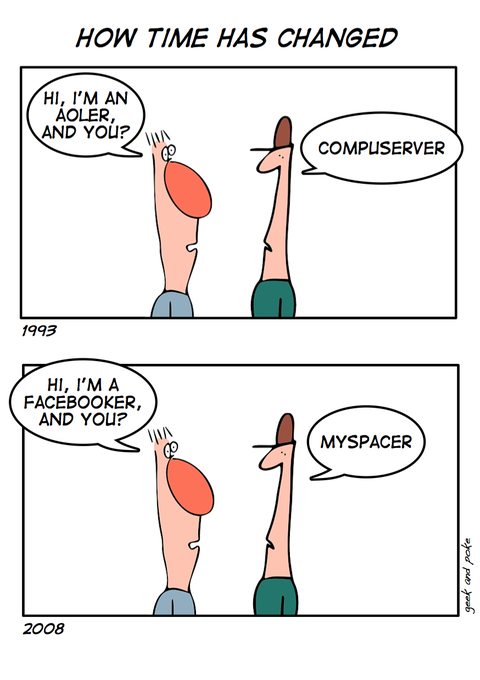 HOW TIME HAS CHANGED
HI, I'M AN
AOLER,
AND YOU?
COMPUSERVER
1993
HI, I'M A
FACEBOOKER,
AND YOU?
MYSPACER
geek and poke
2008